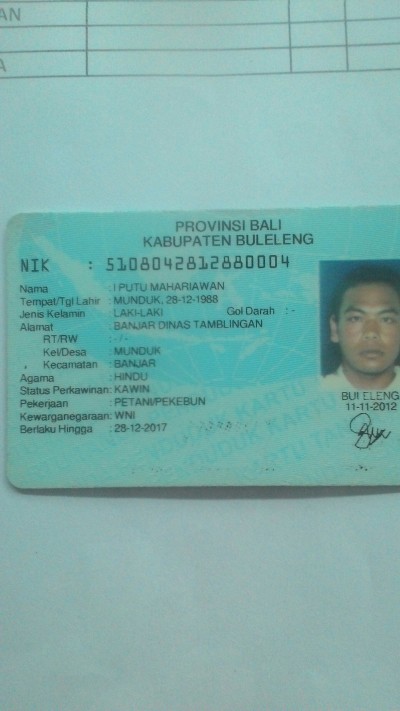 AN
A
PROVINSI BALI
KABUPATEN BULELENG
NIK : 5108042812880004
Nama : I PUTU MAHARIAWAN
Tempat/Tgl Lahir : MUNDUK, 28-12-1988
Jenis Kelamin : LAKI-LAKI Gol Darah : -
Alamat : BANJAR DINAS TAMBLINGAN
RT/RW : -/-
Kel/Desa : MUNDUK
Kecamatan : BANJAR
Agama : HINDU
Status Perkawinan: KAWIN
Pekerjaan : PETANI/PEKEBUN
Kewarganegaraan: WNI
Berlaku Hingga : 28-12-2017
BULELENG
11-11-2012